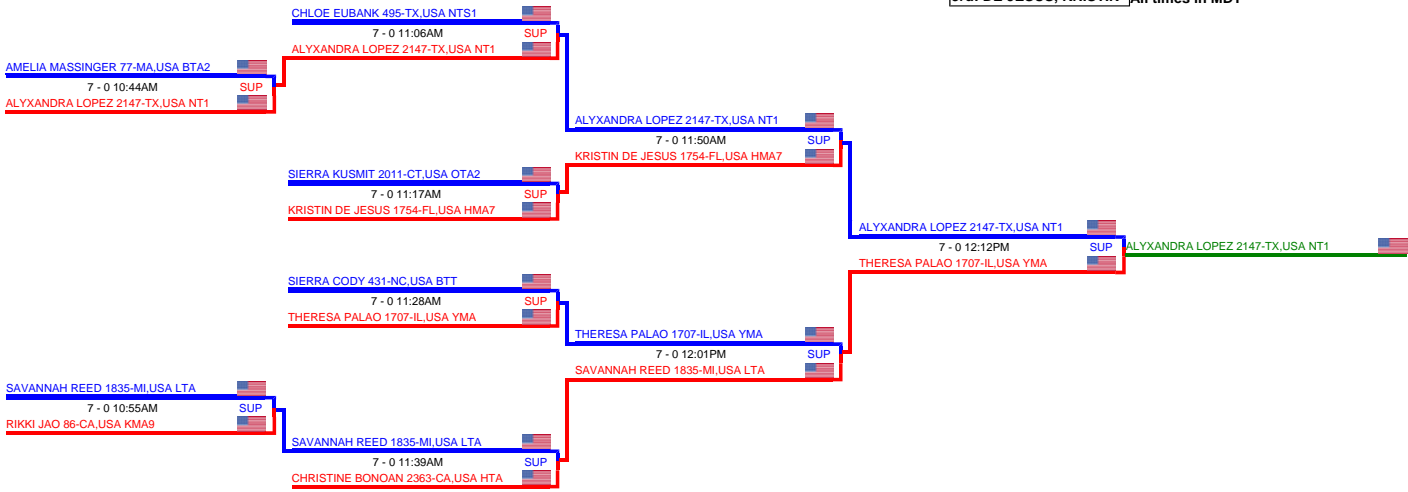 3rd: DE JESUS, KRISTIN All times in MDT
CHLOE EUBANK 495-TX,USA NTS1
7 - 0 11:06AM SUP
ALYXANDRA LOPEZ 2147-TX,USA NT1
AMELIA MASSINGER 77-MA,USA BTA2
7 - 0 10:44AM SUP
ALYXANDRA LOPEZ 2147-TX,USA NT1
ALYXANDRA LOPEZ 2147-TX,USA NT1
7 - 0 11:50AM SUP
KRISTIN DE JESUS 1754-FL,USA HMA7
SIERRA KUSMIT 2011-CT,USA OTA2
7 - 0 11:17AM SUP
KRISTIN DE JESUS 1754-FL,USA HMA7
ALYXANDRA LOPEZ 2147-TX,USA NT1
7 - 0 12:12PM SUP
ALYXANDRA LOPEZ 2147-TX,USA NT1
THERESA PALAO 1707-IL,USA YMA
SIERRA CODY 431-NC,USA BTT
7 - 0 11:28AM SUP
THERESA PALAO 1707-IL,USA YMA
THERESA PALAO 1707-IL,USA YMA
7 - 0 12:01PM SUP
SAVANNAH REED 1835-MI,USA LTA
SAVANNAH REED 1835-MI,USA LTA
7 - 0 10:55AM SUP
RIKKI JAO 86-CA,USA KMA9
SAVANNAH REED 1835-MI,USA LTA
7 - 0 11:39AM SUP
CHRISTINE BONOAN 2363-CA,USA HTA